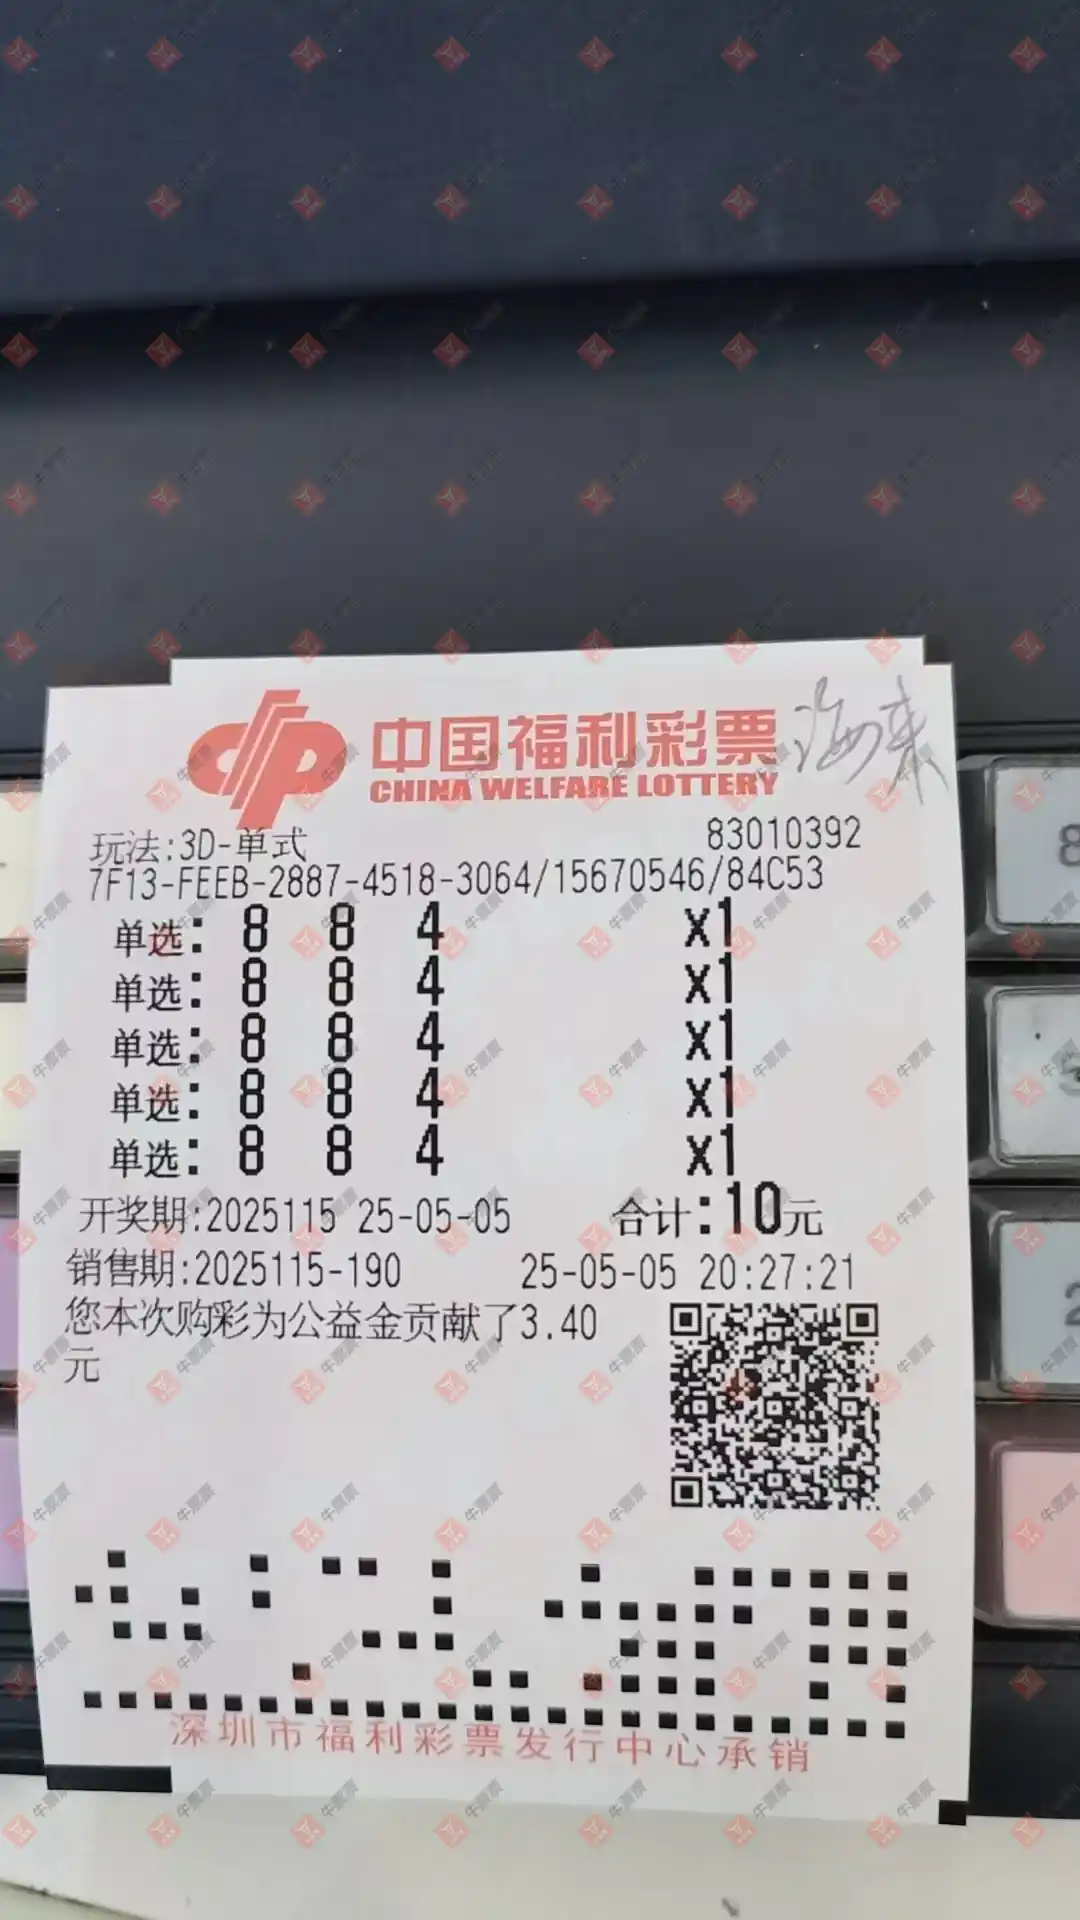 中国福利彩票
CHINA WELFARE LOTTERY
玩法:3D-单式 83010392
7F13-FEEB-2887-4518-3064/15670546/84C53
单选: 8 8 4 x1
单选: 8 8 4 x1
单选: 8 8 4 x1
单选: 8 8 4 x1
单选: 8 8 4 x1
开奖期:2025115 25-05-05 合计:10元
销售期:2025115-190 25-05-05 20:27:21
您本次购彩为公益金贡献了3.40
元
深圳市福利彩票发行中心承销